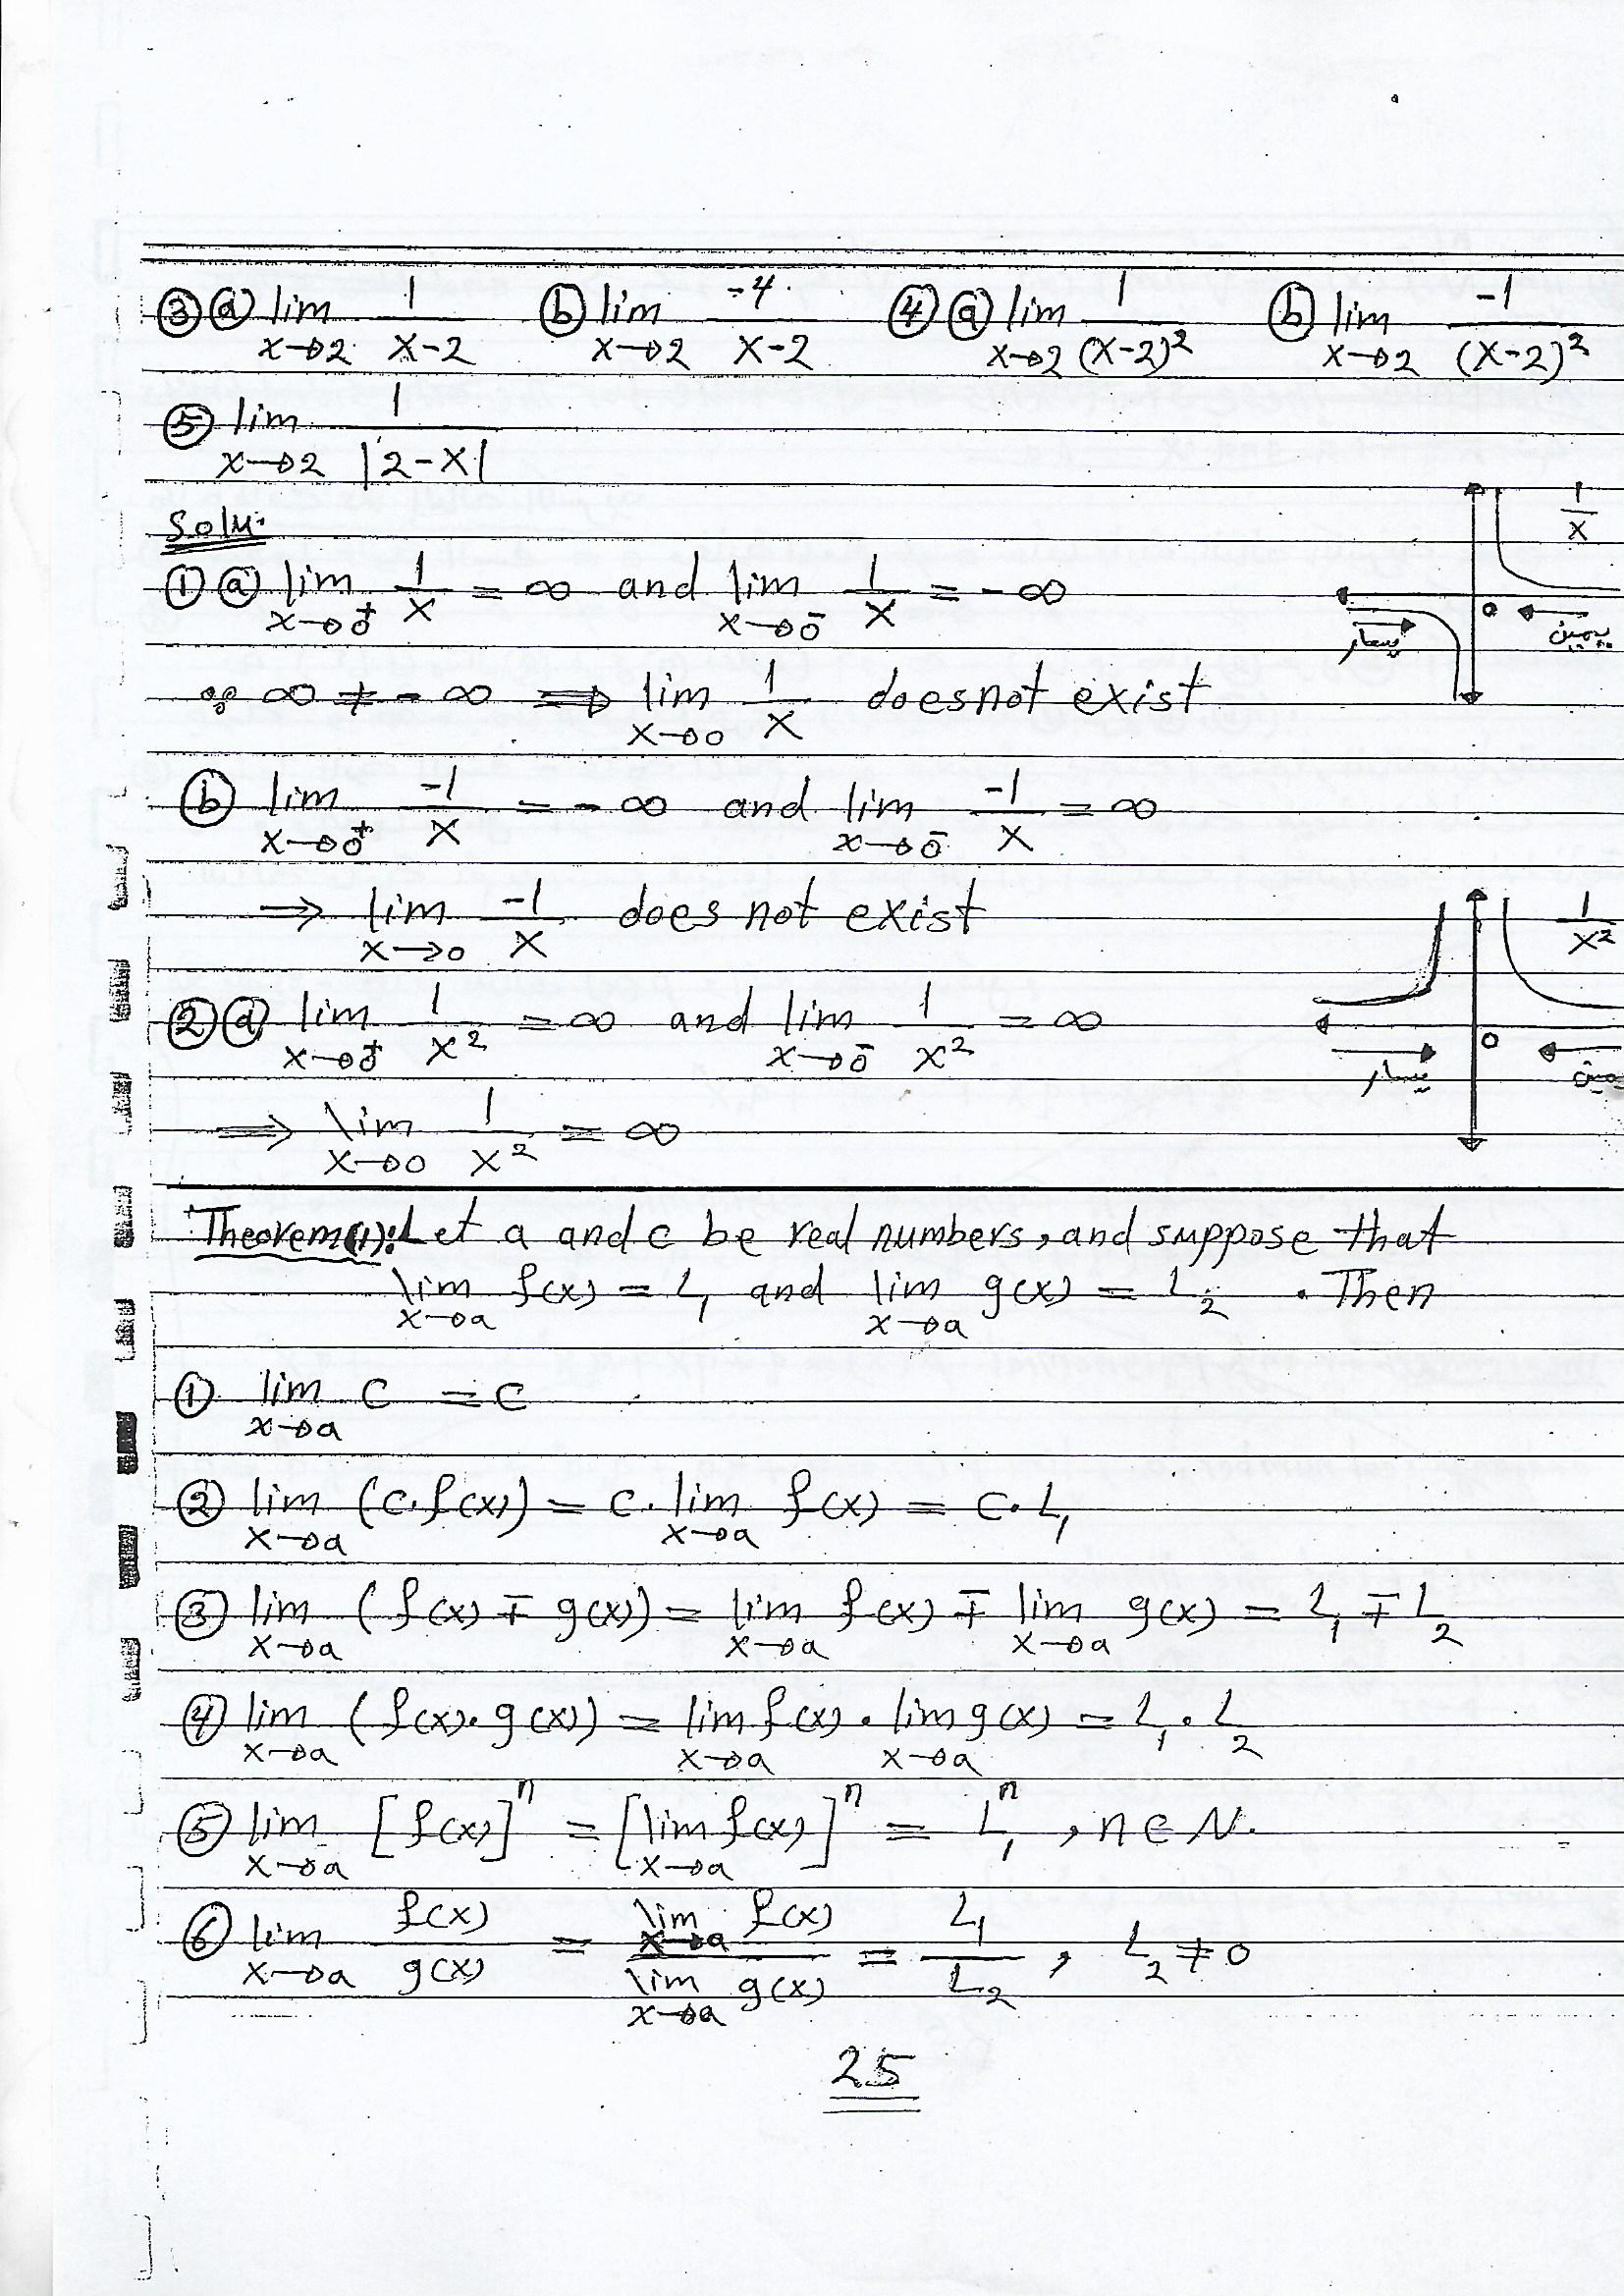 ③ ⓐ lim x→2 1/(x-2) ⓑ lim x→2 -4/(x-2) ④ ⓐ lim x→2 1/(x-2)² ⓑ lim x→2 -1/(x-2)²
⑤ lim x→2 1/|2-x|
Soln:
① ⓐ lim x→0⁺ 1/x = ∞ and lim x→0⁻ 1/x = -∞
1/x
يسار 0 يمين
∵ ∞ ≠ -∞ ⟹ lim x→0 1/x does not exist
ⓑ lim x→0⁺ -1/x = -∞ and lim x→0⁻ -1/x = ∞
⟹ lim x→0 -1/x does not exist
1/x²
② ⓐ lim x→0⁺ 1/x² = ∞ and lim x→0⁻ 1/x² = ∞
يسار 0
⟹ lim x→0 1/x² = ∞
Theorem(1): Let a and c be real numbers, and suppose that
lim x→a f(x) = L₁ and lim x→a g(x) = L₂ . Then
① lim x→a c = c
② lim x→a (c.f(x)) = c. lim x→a f(x) = c.L₁
③ lim x→a (f(x) ∓ g(x)) = lim x→a f(x) ∓ lim x→a g(x) = L₁ ∓ L₂
④ lim x→a (f(x).g(x)) = lim x→a f(x) . lim x→a g(x) = L₁.L₂
⑤ lim x→a [f(x)]ⁿ = [lim x→a f(x)]ⁿ = L₁ⁿ , n∈N.
⑥ lim x→a f(x)/g(x) = lim x→a f(x) / lim x→a g(x) = L₁/L₂ , L₂ ≠ 0
25